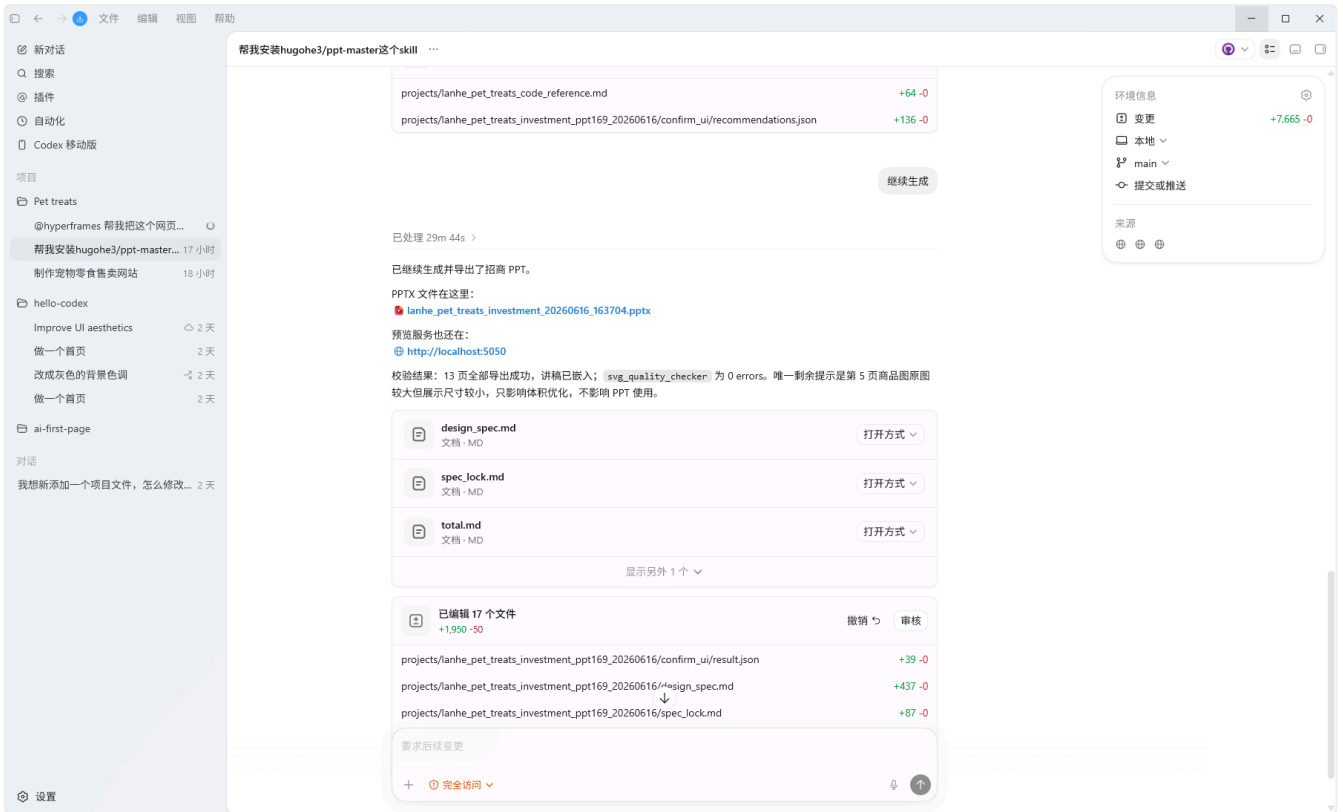 文件 编辑 视图 帮助
新对话
搜索
插件
自动化
Codex 移动版
项目
Pet treats
@hyperframes 帮我把这个网页...
帮我安装hugohe3/ppt-master... 17 小时
制作宠物零食售卖网站 18 小时
hello-codex
Improve UI aesthetics 2 天
做一个首页 2 天
改成灰色的背景色调 2 天
做一个首页 2 天
ai-first-page
对话
我想新添加一个项目文件，怎么修改... 2 天
设置
帮我安装hugohe3/ppt-master这个skill ...
projects/lanhe_pet_treats_code_reference.md +64 -0
projects/lanhe_pet_treats_investment_ppt169_20260616/confirm_ui/recommendations.json +136 -0
继续生成
已处理 29m 44s
已继续生成并导出了招商 PPT。
PPTX 文件在这里：
lanhe_pet_treats_investment_20260616_163704.pptx
预览服务也还在：
http://localhost:5050
校验结果：13 页全部导出成功，讲稿已嵌入；svg_quality_checker 为 0 errors。唯一剩余提示是第 5 页商品图原图
较大但展示尺寸较小，只影响体积优化，不影响 PPT 使用。
design_spec.md
文档 · MD
打开方式
spec_lock.md
文档 · MD
打开方式
total.md
文档 · MD
打开方式
显示另外 1 个
已编辑 17 个文件
+1,950 -50
撤销 审核
projects/lanhe_pet_treats_investment_ppt169_20260616/confirm_ui/result.json +39 -0
projects/lanhe_pet_treats_investment_ppt169_20260616/design_spec.md +437 -0
projects/lanhe_pet_treats_investment_ppt169_20260616/spec_lock.md +87 -0
要求后续变更
完全访问
环境信息
变更 +7,665 -0
本地
main
提交或推送
来源